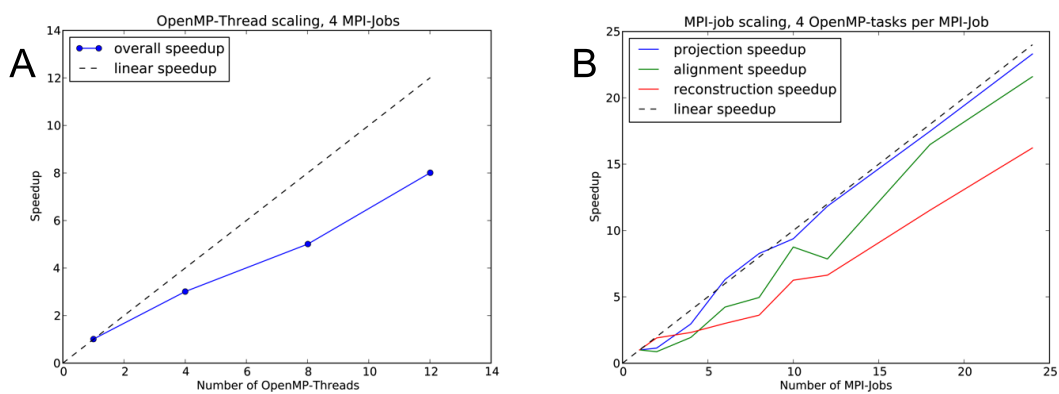 A
OpenMP-Thread scaling, 4 MPI-Jobs
overall speedup
linear speedup
Speedup
14
12
10
8
6
4
2
0
0 2 4 6 8 10 12 14
Number of OpenMP-Threads
B
MPI-job scaling, 4 OpenMP-tasks per MPI-Job
projection speedup
alignment speedup
reconstruction speedup
linear speedup
Speedup
25
20
15
10
5
0
0 5 10 15 20 25
Number of MPI-Jobs